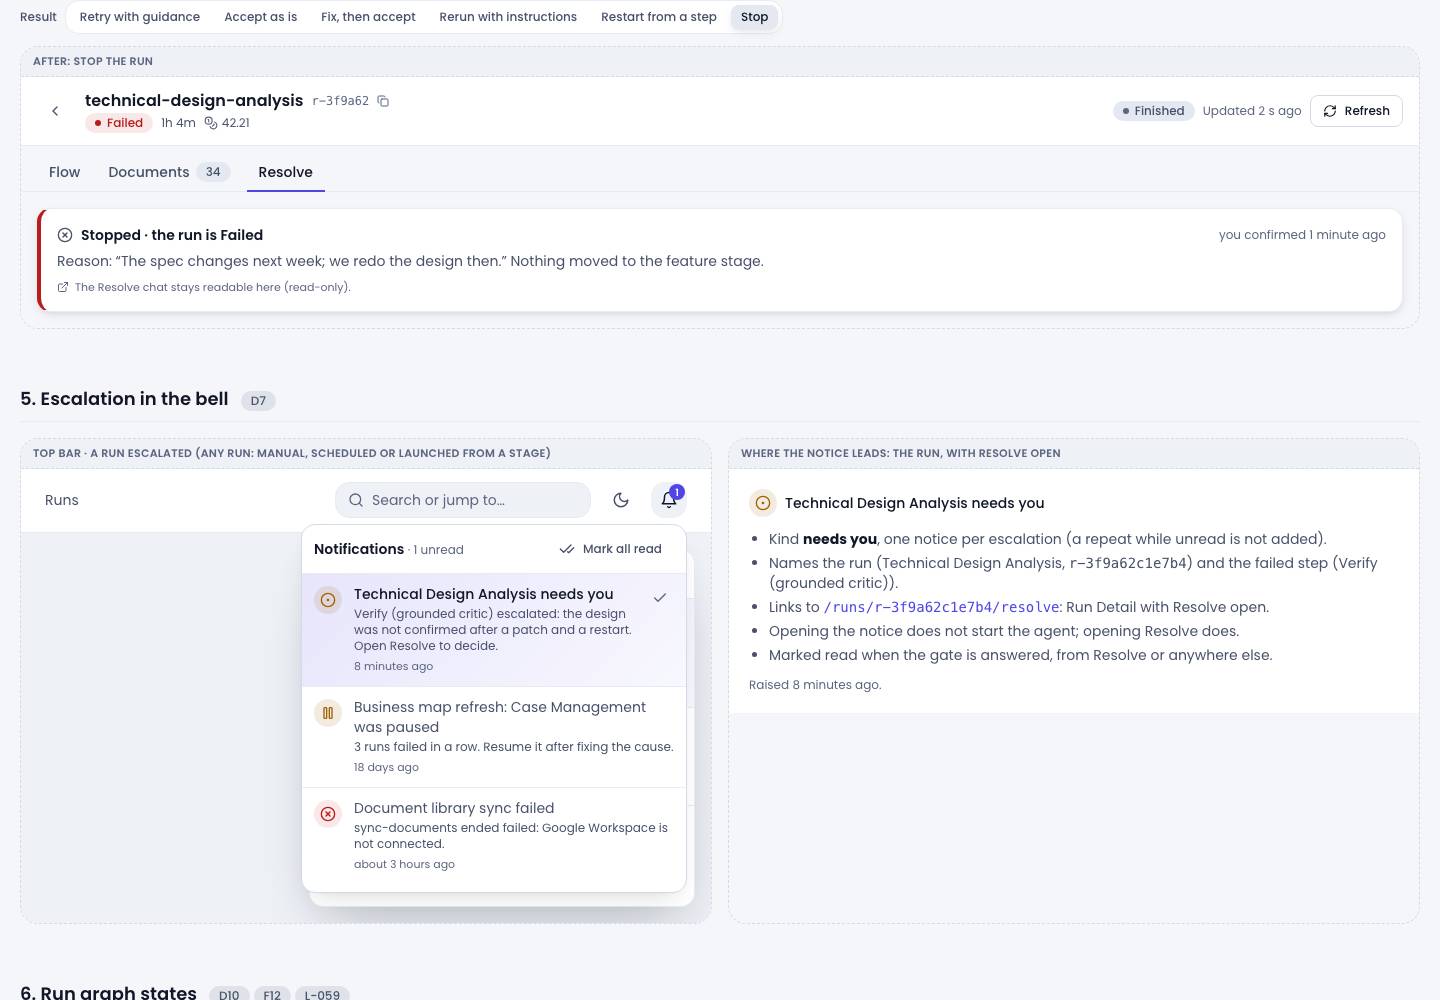 Result Retry with guidance Accept as is Fix, then accept Rerun with instructions Restart from a step Stop
AFTER: STOP THE RUN
technical-design-analysis r-3f9a62
Failed 1h 4m 42.21
Finished Updated 2 s ago Refresh
Flow Documents 34 Resolve
Stopped · the run is Failed you confirmed 1 minute ago
Reason: “The spec changes next week; we redo the design then.” Nothing moved to the feature stage.
The Resolve chat stays readable here (read-only).
5. Escalation in the bell D7
TOP BAR · A RUN ESCALATED (ANY RUN: MANUAL, SCHEDULED OR LAUNCHED FROM A STAGE)
Runs Search or jump to… 1
Notifications · 1 unread Mark all read
Technical Design Analysis needs you
Verify (grounded critic) escalated: the design
was not confirmed after a patch and a restart.
Open Resolve to decide.
8 minutes ago
Business map refresh: Case Management
was paused
3 runs failed in a row. Resume it after fixing the cause.
18 days ago
Document library sync failed
sync-documents ended failed: Google Workspace is
not connected.
about 3 hours ago
WHERE THE NOTICE LEADS: THE RUN, WITH RESOLVE OPEN
Technical Design Analysis needs you
• Kind needs you, one notice per escalation (a repeat while unread is not added).
• Names the run (Technical Design Analysis, r-3f9a62c1e7b4) and the failed step (Verify
(grounded critic)).
• Links to /runs/r-3f9a62c1e7b4/resolve: Run Detail with Resolve open.
• Opening the notice does not start the agent; opening Resolve does.
• Marked read when the gate is answered, from Resolve or anywhere else.
Raised 8 minutes ago.
6. Run graph states D10 F12 L-059